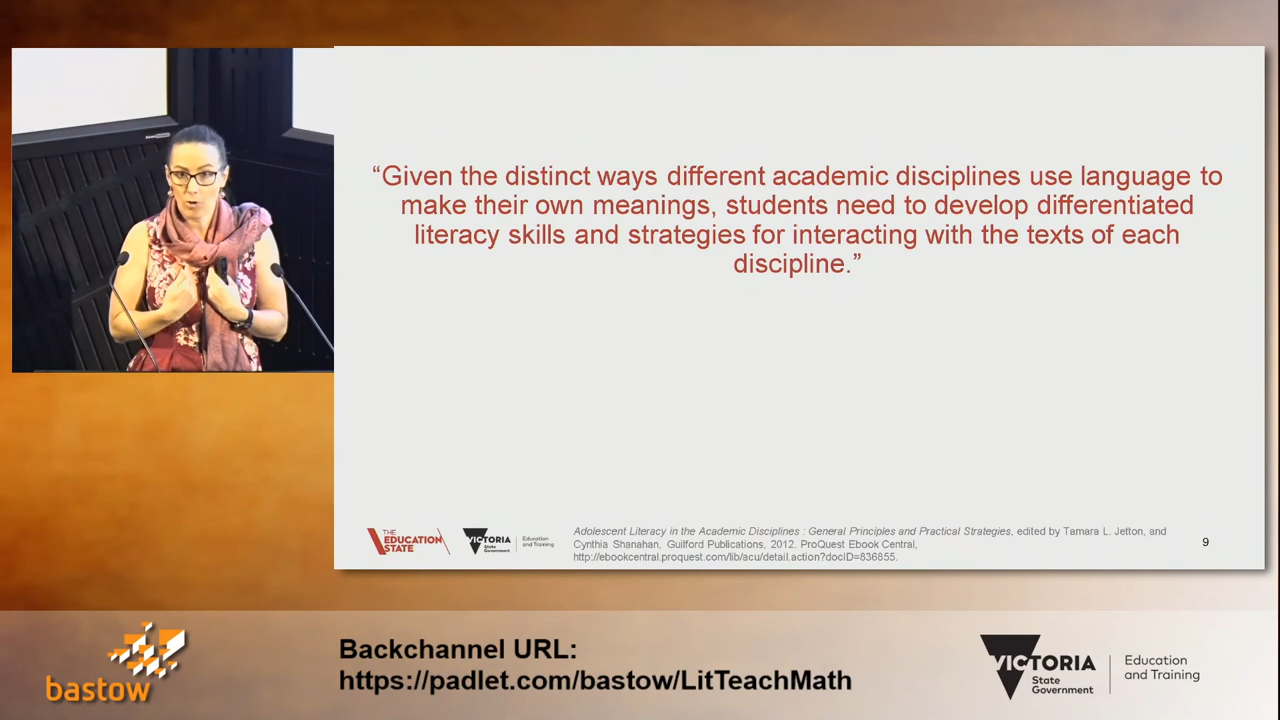 “Given the distinct ways different academic disciplines use language to
make their own meanings, students need to develop differentiated
literacy skills and strategies for interacting with the texts of each
discipline.”
THE
EDUCATION
STATE
VICTORIA
State
Government
Education
and Training
Adolescent Literacy in the Academic Disciplines : General Principles and Practical Strategies, edited by Tamara L. Jetton, and
Cynthia Shanahan, Guilford Publications, 2012. ProQuest Ebook Central,
http://ebookcentral.proquest.com/lib/acu/detail.action?docID=836855.
9
bastow
Backchannel URL:
https://padlet.com/bastow/LitTeachMath
VICTORIA
State
Government
Education
and Training